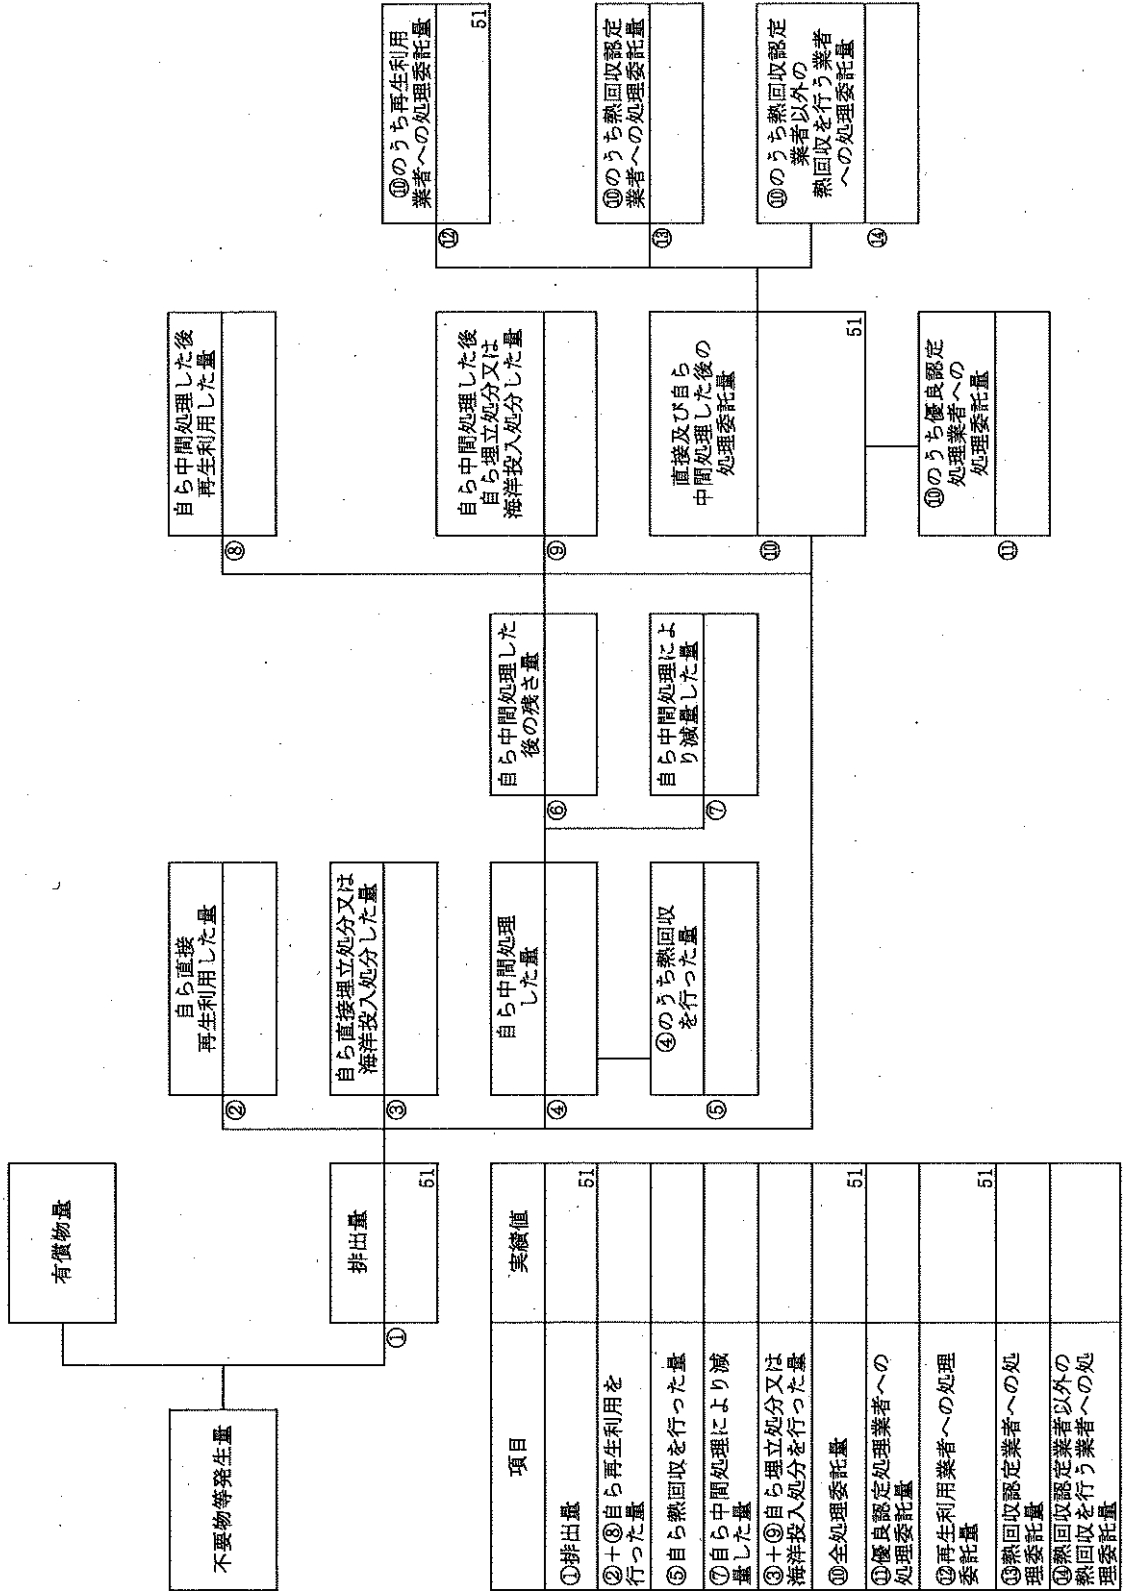 不要物等発生量
有償物量
①
排出量
51
②
自ら直接
再生利用した量
③
自ら直接埋立処分又は
海洋投入処分した量
④
自ら中間処理
した量
⑤
④のうち熱回収
を行った量
⑥
自ら中間処理した
後の残さ量
⑦
自ら中間処理によ
り減量した量
⑧
自ら中間処理した後
再生利用した量
⑨
自ら中間処理した後
自ら埋立処分又は
海洋投入処分した量
⑩
直接及び自ら
中間処理した後の
処理委託量
51
⑪
⑩のうち優良認定
処理業者への
処理委託量
⑫
⑩のうち再生利用
業者への処理委託量
51
⑬
⑩のうち熱回収認定
業者への処理委託量
⑭
⑩のうち熱回収認定
業者以外の
熱回収を行う業者
への処理委託量
項目
実績値
①排出量
51
②+⑧自ら再生利用を
行った量
⑤自ら熱回収を行った量
⑦自ら中間処理により減
量した量
③+⑨自ら埋立処分又は
海洋投入処分を行った量
⑩全処理委託量
51
⑪優良認定処理業者への
処理委託量
⑫再生利用業者への処理
委託量
51
⑬熱回収認定業者への処
理委託量
⑭熱回収認定業者以外の
熱回収を行う業者への処
理委託量